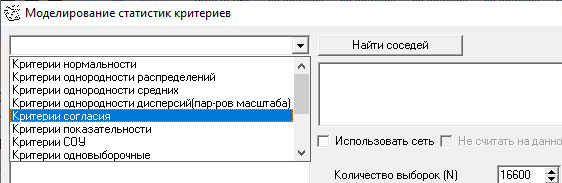 Моделирование статистик критериев
Найти соседей
Критерии нормальности
Критерии однородности распределений
Критерии однородности средних
Критерии однородности дисперсий(пар-ров масштаба)
Критерии согласия
Критерии показательности
Критерии СОУ
Критерии одновыборочные
Использовать сеть
Не считать на данно
Количество выборок (N)
16600